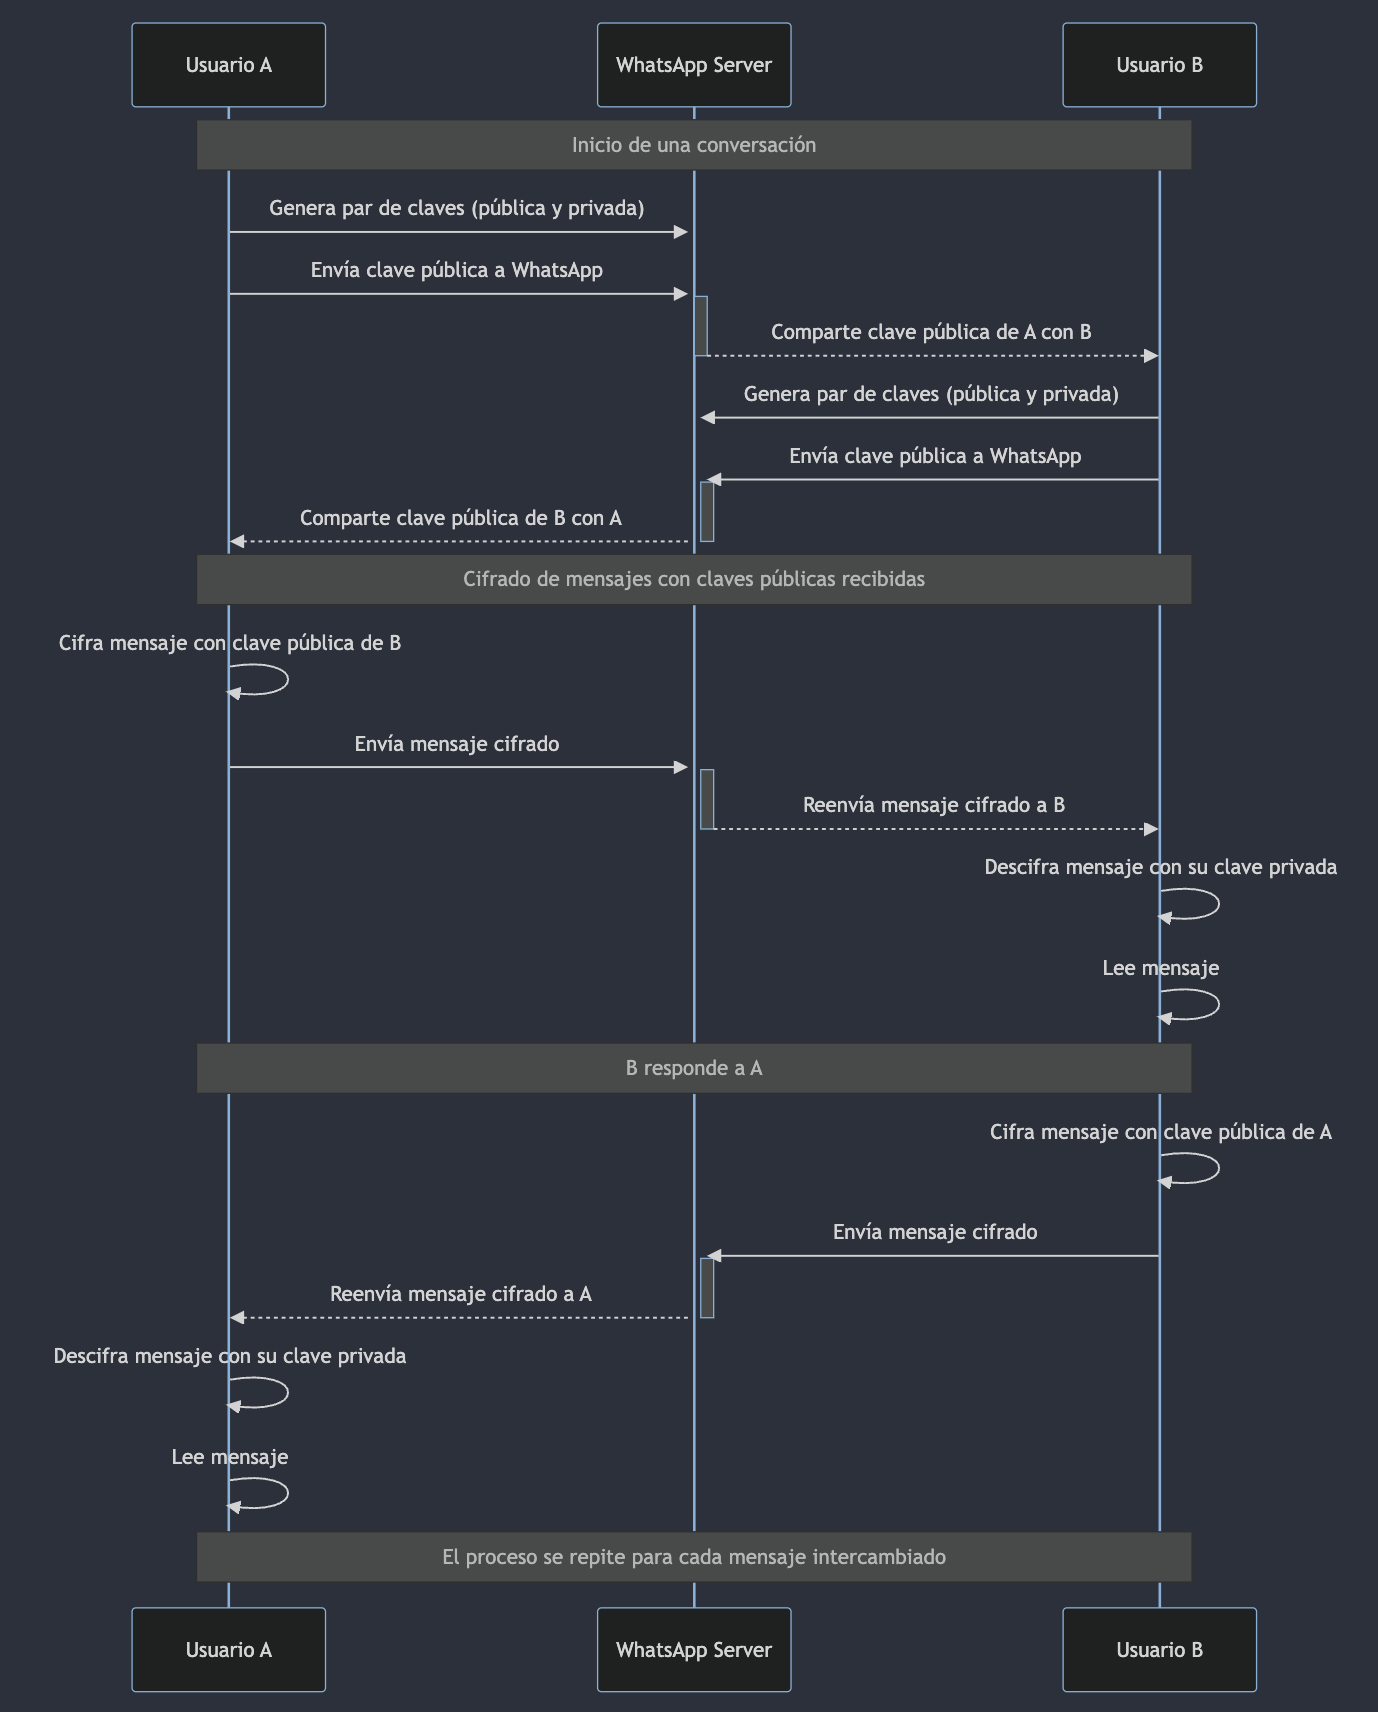 Usuario A
WhatsApp Server
Usuario B
Inicio de una conversación
Genera par de claves (pública y privada)
Envía clave pública a WhatsApp
Comparte clave pública de A con B
Genera par de claves (pública y privada)
Envía clave pública a WhatsApp
Comparte clave pública de B con A
Cifrado de mensajes con claves públicas recibidas
Cifra mensaje con clave pública de B
Envía mensaje cifrado
Reenvía mensaje cifrado a B
Descifra mensaje con su clave privada
Lee mensaje
B responde a A
Cifra mensaje con clave pública de A
Envía mensaje cifrado
Reenvía mensaje cifrado a A
Descifra mensaje con su clave privada
Lee mensaje
El proceso se repite para cada mensaje intercambiado
Usuario A
WhatsApp Server
Usuario B